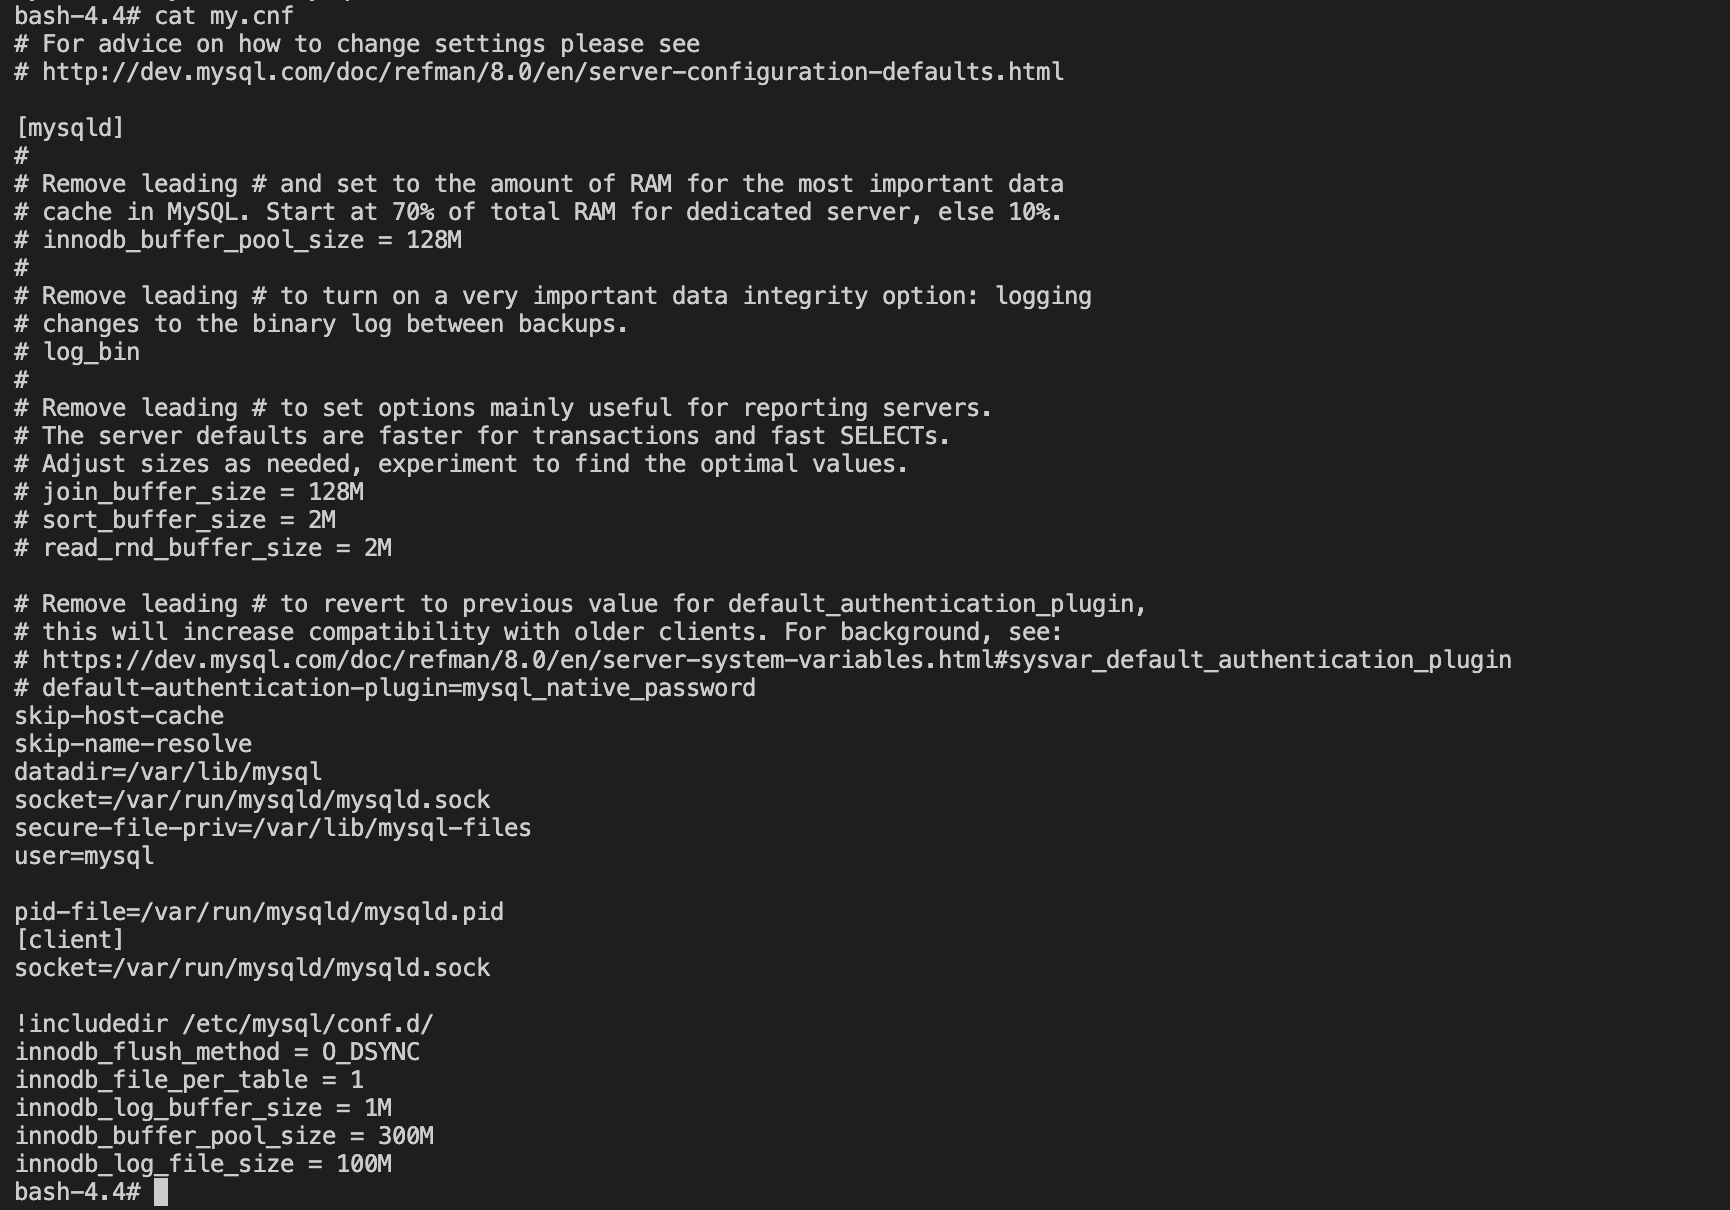 bash-4.4# cat my.cnf
# For advice on how to change settings please see
# http://dev.mysql.com/doc/refman/8.0/en/server-configuration-defaults.html

[mysqld]
#
# Remove leading # and set to the amount of RAM for the most important data
# cache in MySQL. Start at 70% of total RAM for dedicated server, else 10%.
# innodb_buffer_pool_size = 128M
#
# Remove leading # to turn on a very important data integrity option: logging
# changes to the binary log between backups.
# log_bin
#
# Remove leading # to set options mainly useful for reporting servers.
# The server defaults are faster for transactions and fast SELECTs.
# Adjust sizes as needed, experiment to find the optimal values.
# join_buffer_size = 128M
# sort_buffer_size = 2M
# read_rnd_buffer_size = 2M

# Remove leading # to revert to previous value for default_authentication_plugin,
# this will increase compatibility with older clients. For background, see:
# https://dev.mysql.com/doc/refman/8.0/en/server-system-variables.html#sysvar_default_authentication_plugin
# default-authentication-plugin=mysql_native_password
skip-host-cache
skip-name-resolve
datadir=/var/lib/mysql
socket=/var/run/mysqld/mysqld.sock
secure-file-priv=/var/lib/mysql-files
user=mysql

pid-file=/var/run/mysqld/mysqld.pid
[client]
socket=/var/run/mysqld/mysqld.sock

!includedir /etc/mysql/conf.d/
innodb_flush_method = O_DSYNC
innodb_file_per_table = 1
innodb_log_buffer_size = 1M
innodb_buffer_pool_size = 300M
innodb_log_file_size = 100M
bash-4.4#